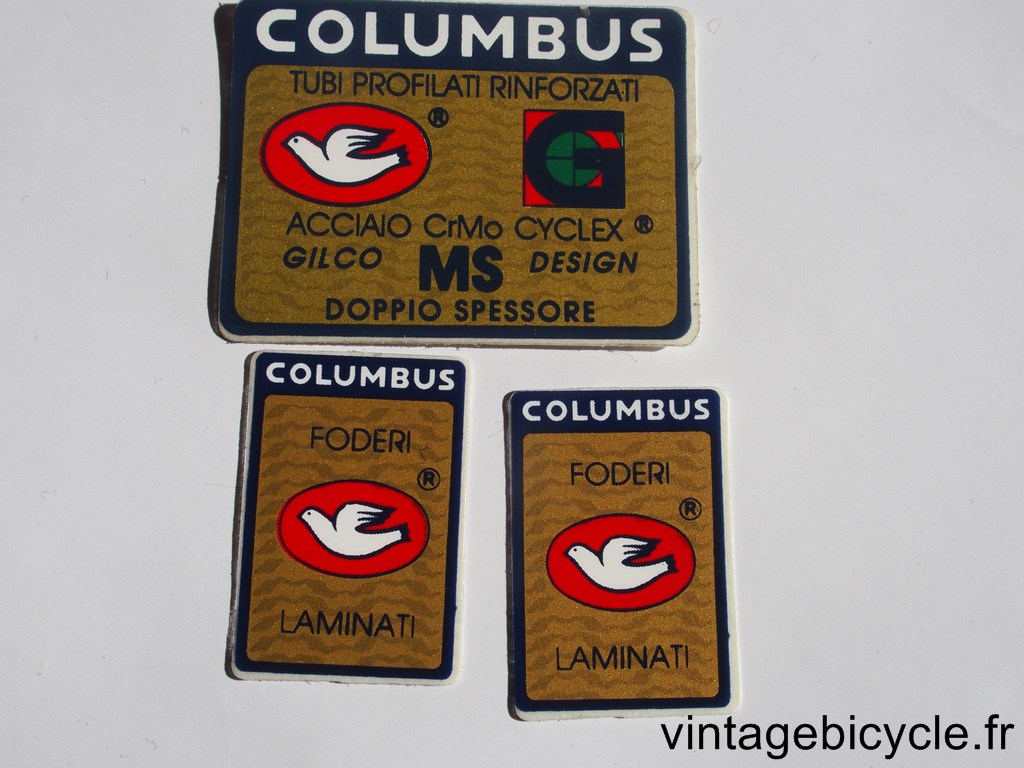 COLUMBUS
TUBI PROFILATI RINFORZATI
®
G
ACCIAIO CrMo CYCLEX ®
GILCO MS DESIGN
DOPPIO SPESSORE
COLUMBUS
FODERI
®
LAMINATI
COLUMBUS
FODERI
®
LAMINATI
vintagebicycle.fr